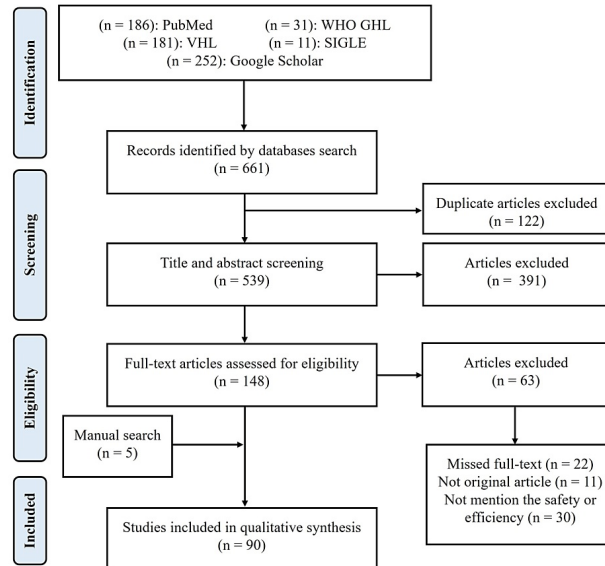 Identification
(n = 186): PubMed (n = 31): WHO GHL
(n = 181): VHL (n = 11): SIGLE
(n = 252): Google Scholar
Records identified by databases search
(n = 661)
Screening
Duplicate articles excluded
(n = 122)
Title and abstract screening
(n = 539)
Articles excluded
(n = 391)
Eligibility
Full-text articles assessed for eligibility
(n = 148)
Articles excluded
(n = 63)
Manual search
(n = 5)
Missed full-text (n = 22)
Not original article (n = 11)
Not mention the safety or
efficiency (n = 30)
Included
Studies included in qualitative synthesis
(n = 90)